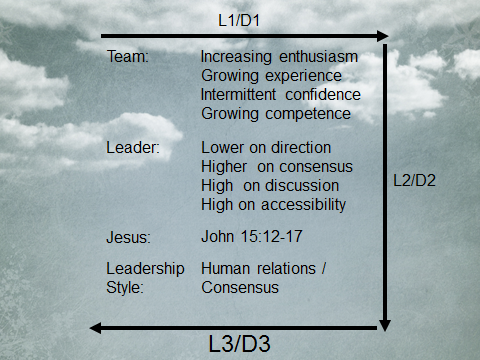 L1/D1
Team: Increasing enthusiasm
Growing experience
Intermittent confidence
Growing competence
Leader: Lower on direction
Higher on consensus
High on discussion
High on accessibility
L2/D2
Jesus: John 15:12-17
Leadership Human relations /
Style: Consensus
L3/D3